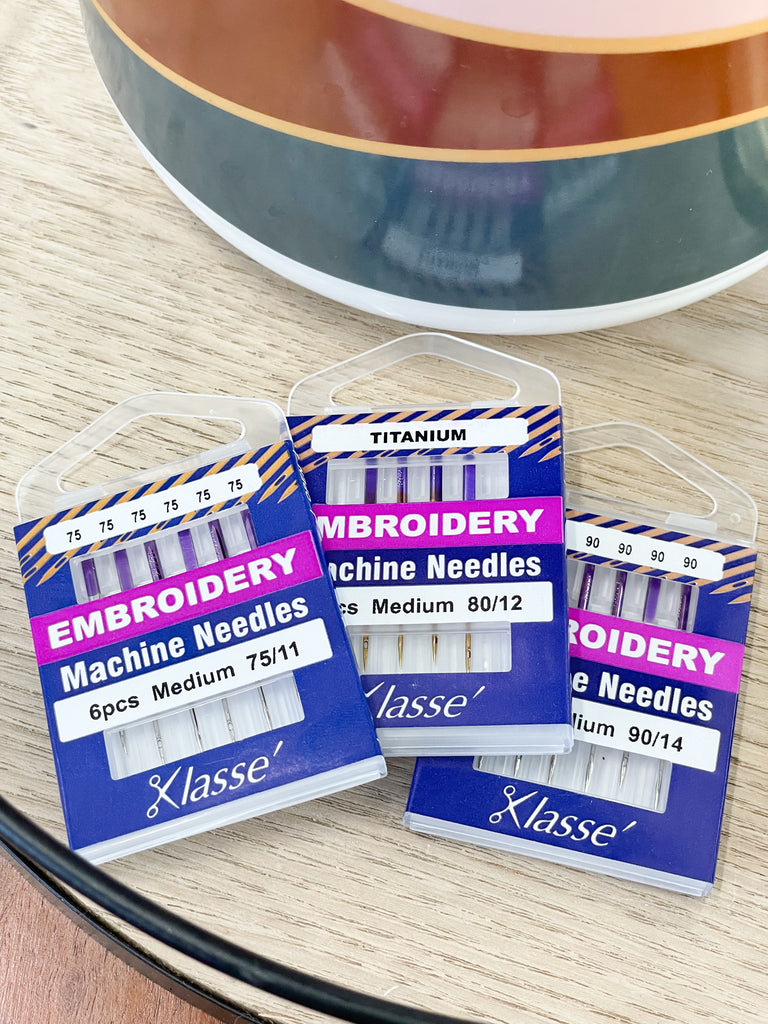 75 75 75 75 75 75
EMBROIDERY
Machine Needles
6pcs Medium 75/11
Klasse´
TITANIUM
MBROIDERY
achine Needles
cs Medium 80/12
Klasse´
90 90 90 90
ROIDERY
e Needles
ium 90/14
Klasse´